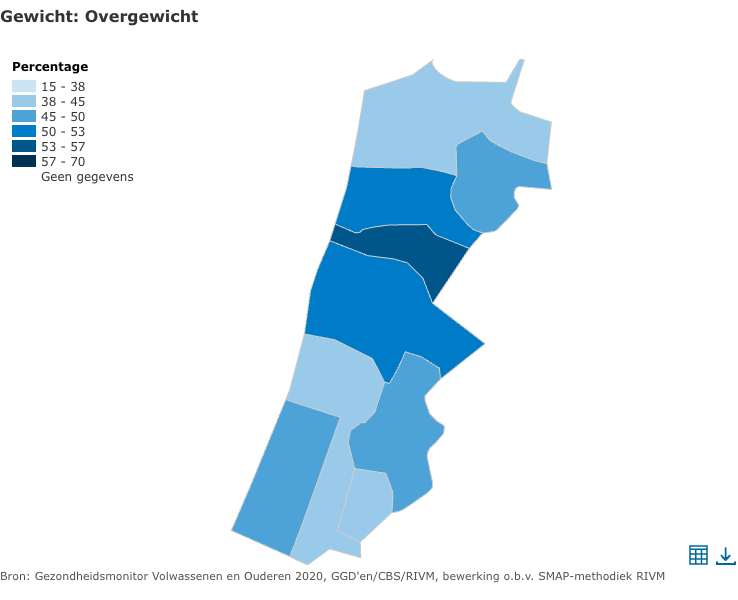 Gewicht: Overgewicht
Percentage
15 - 38
38 - 45
45 - 50
50 - 53
53 - 57
57 - 70
Geen gegevens
Bron: Gezondheidsmonitor Volwassenen en Ouderen 2020, GGD'en/CBS/RIVM, bewerking o.b.v. SMAP-methodiek RIVM